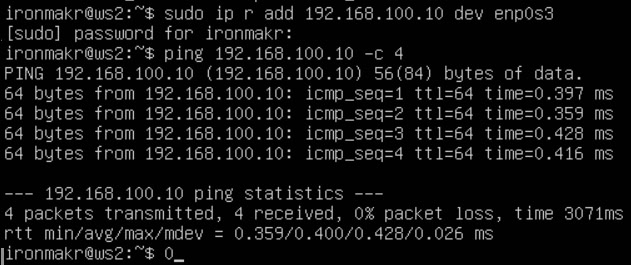 ironmakr@ws2:~$ sudo ip r add 192.168.100.10 dev enp0s3
[sudo] password for ironmakr:
ironmakr@ws2:~$ ping 192.168.100.10 -c 4
PING 192.168.100.10 (192.168.100.10) 56(84) bytes of data.
64 bytes from 192.168.100.10: icmp_seq=1 ttl=64 time=0.397 ms
64 bytes from 192.168.100.10: icmp_seq=2 ttl=64 time=0.359 ms
64 bytes from 192.168.100.10: icmp_seq=3 ttl=64 time=0.428 ms
64 bytes from 192.168.100.10: icmp_seq=4 ttl=64 time=0.416 ms
--- 192.168.100.10 ping statistics ---
4 packets transmitted, 4 received, 0% packet loss, time 3071ms
rtt min/avg/max/mdev = 0.359/0.400/0.428/0.026 ms
ironmakr@ws2:~$ 0_